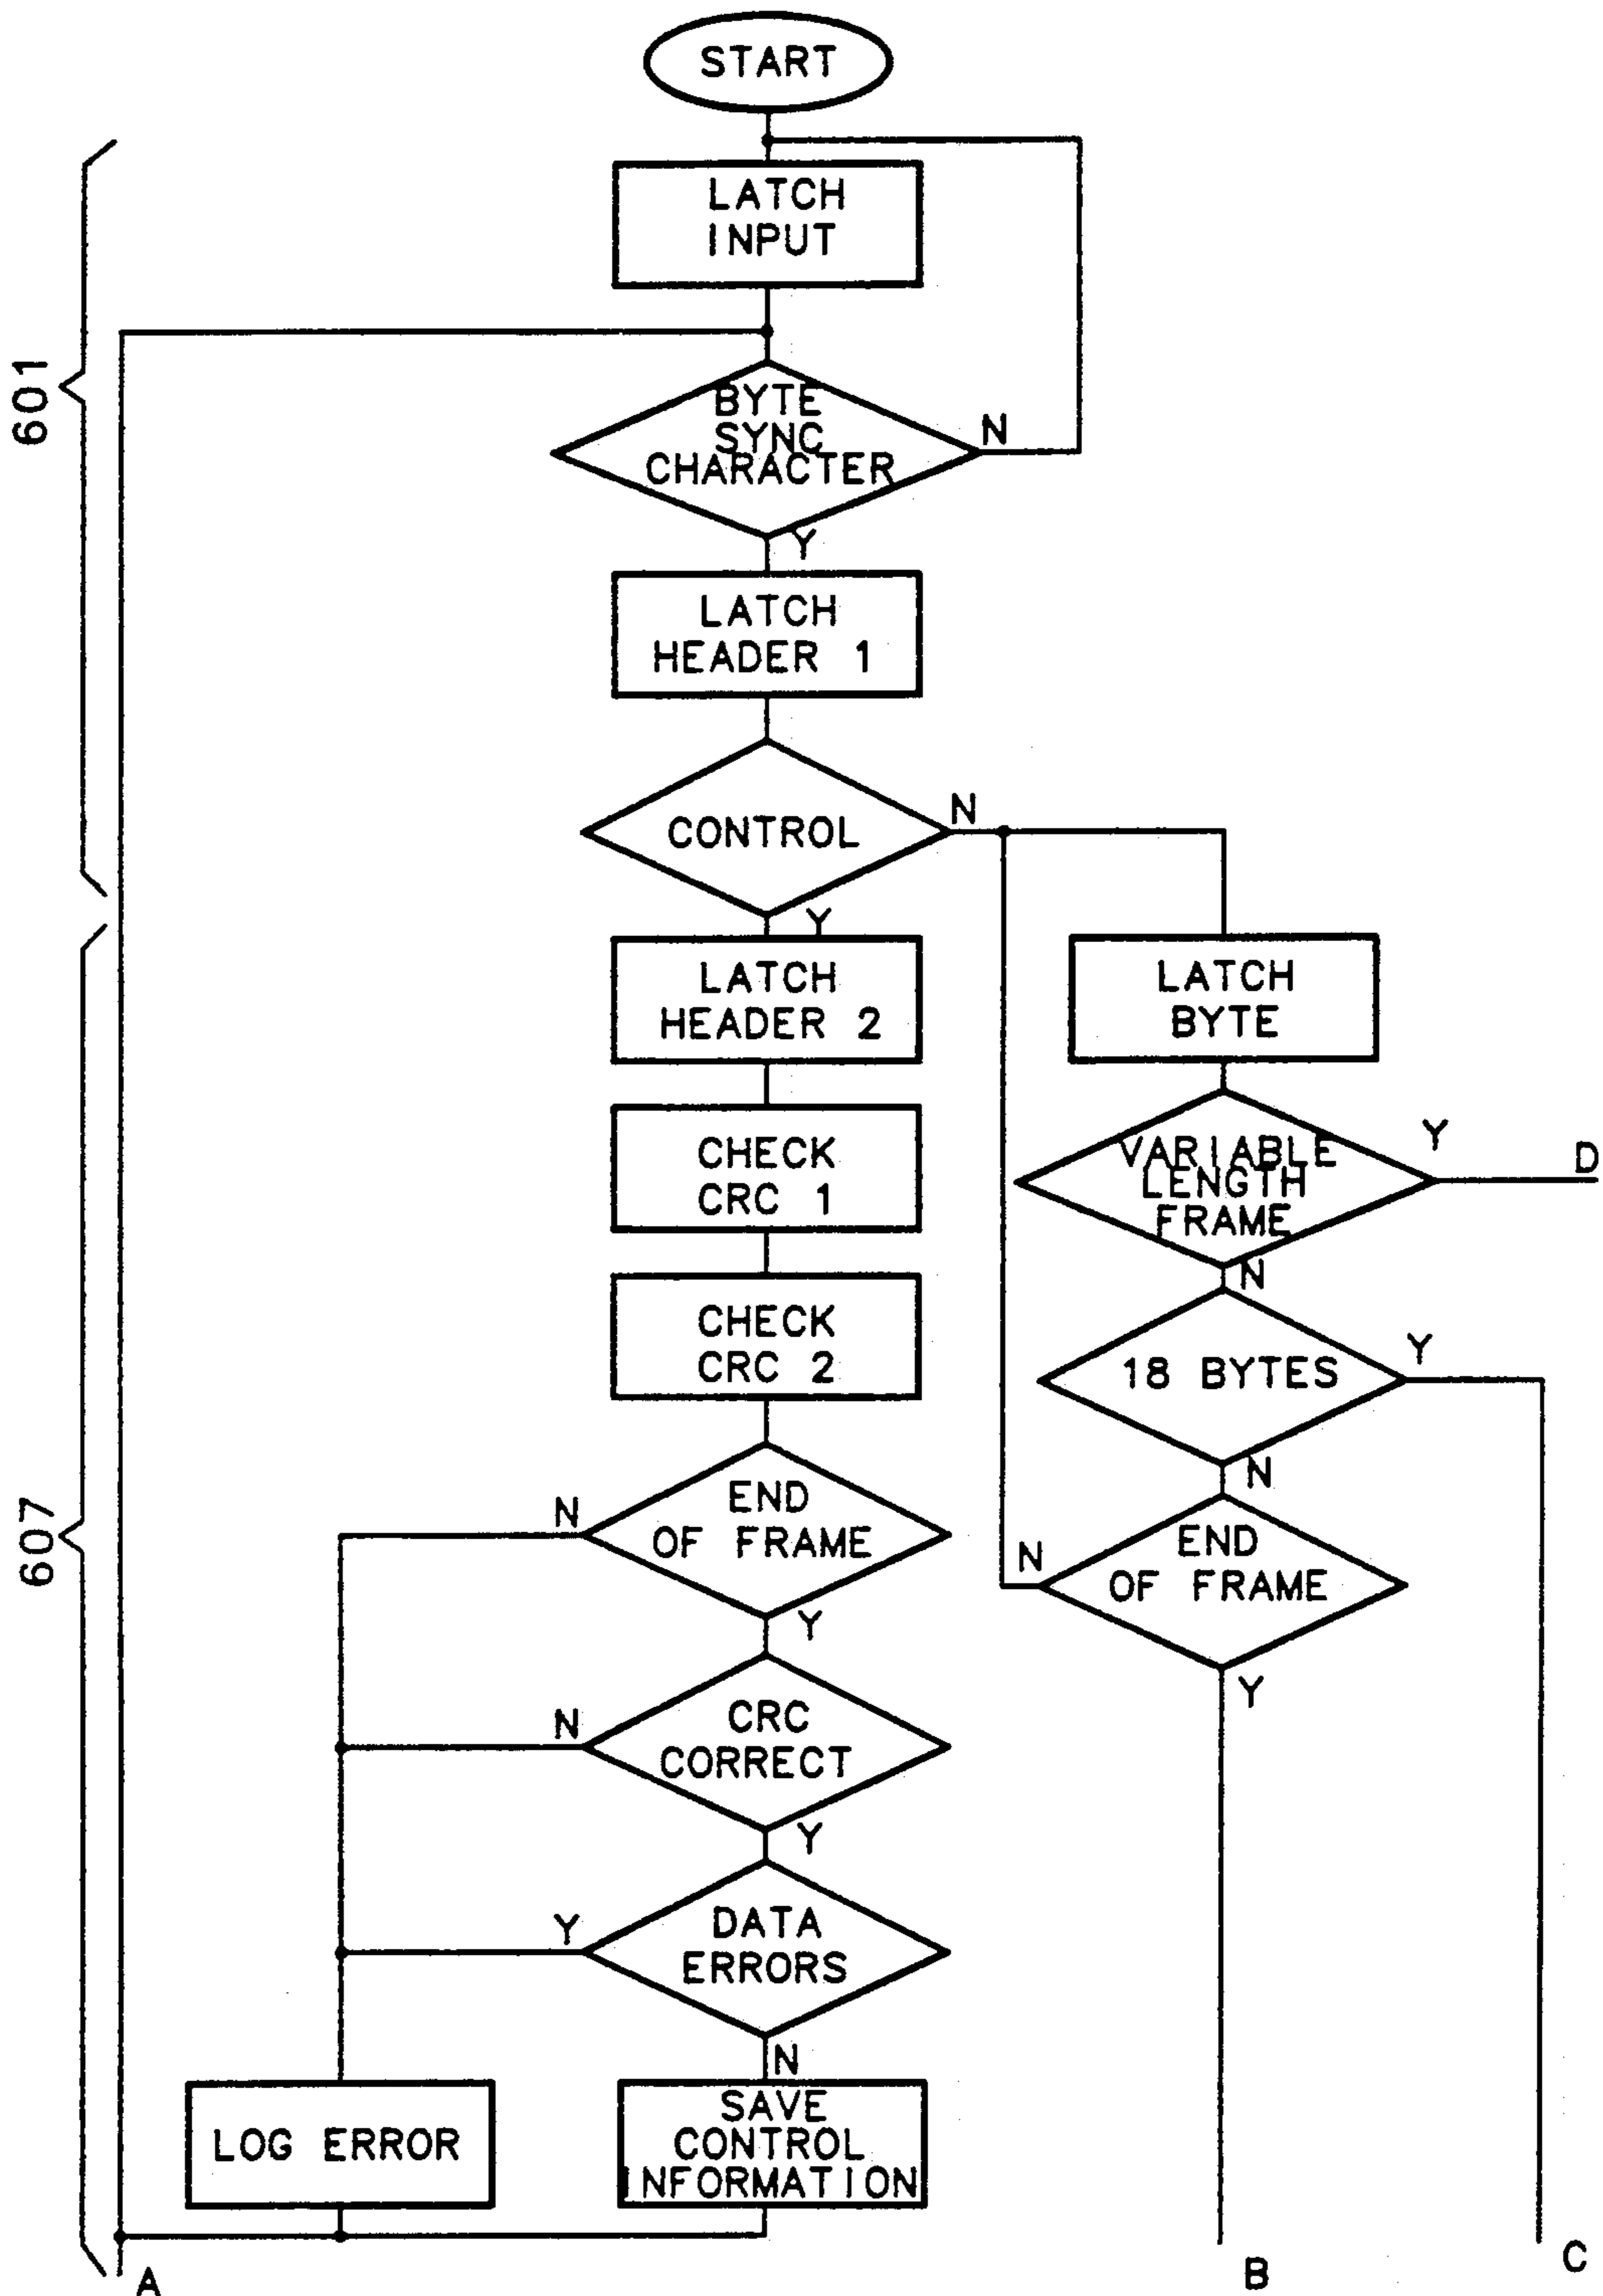 START
LATCH
INPUT
601
BYTE
SYNC
CHARACTER
N
Y
LATCH
HEADER 1
CONTROL
N
Y
LATCH
HEADER 2
LATCH
BYTE
CHECK
CRC 1
VARIABLE
LENGTH
FRAME
Y
D
N
CHECK
CRC 2
18 BYTES
Y
N
607
END
OF FRAME
N
Y
END
OF FRAME
N
Y
CRC
CORRECT
N
Y
DATA
ERRORS
Y
N
LOG ERROR
SAVE
CONTROL
INFORMATION
A
B
C